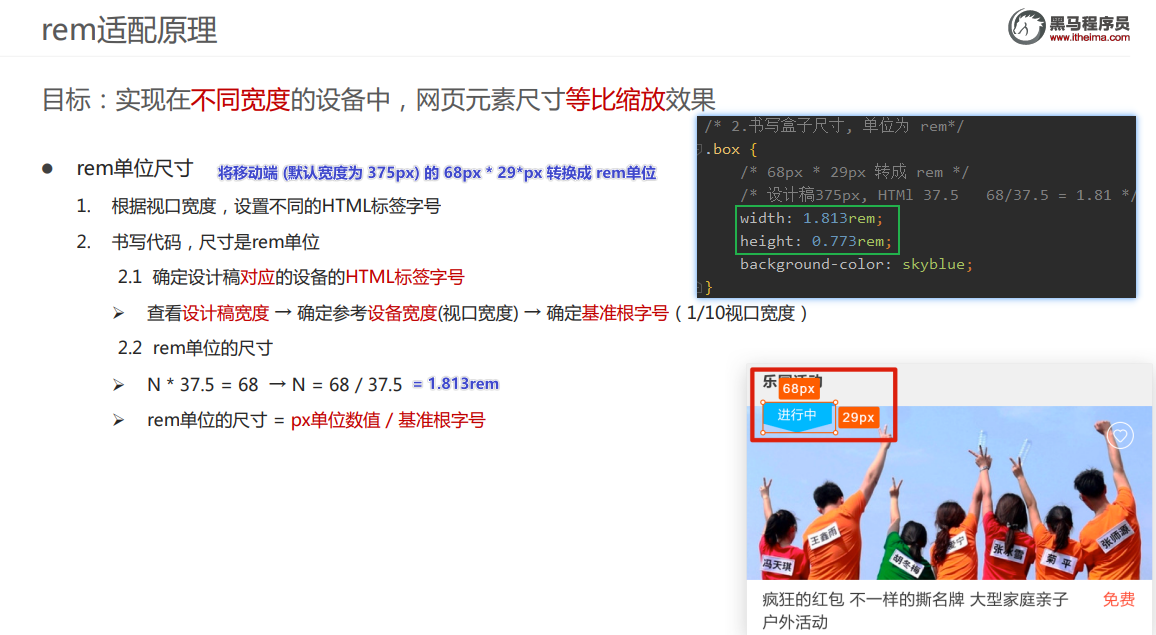 rem适配原理
黑马程序员
www.itheima.com
目标：实现在不同宽度的设备中，网页元素尺寸等比缩放效果
● rem单位尺寸
将移动端 (默认宽度为 375px) 的 68px * 29*px 转换成 rem单位
1. 根据视口宽度，设置不同的HTML标签字号
2. 书写代码，尺寸是rem单位
2.1 确定设计稿对应的设备的HTML标签字号
➢ 查看设计稿宽度 → 确定参考设备宽度(视口宽度) → 确定基准根字号（1/10视口宽度）
2.2 rem单位的尺寸
➢ N * 37.5 = 68 → N = 68 / 37.5 = 1.813rem
➢ rem单位的尺寸 = px单位数值 / 基准根字号
/* 2.书写盒子尺寸, 单位为 rem*/
.box {
/* 68px * 29px 转成 rem */
/* 设计稿375px, HTMl 37.5 68/37.5 = 1.81 */
width: 1.813rem;
height: 0.773rem;
background-color: skyblue;
}
68px
进行中
29px
冯天琪
王鑫雨
胡冬梅
张冰雪
菊 平
张师源
疯狂的红包 不一样的撕名牌 大型家庭亲子
户外活动
免费